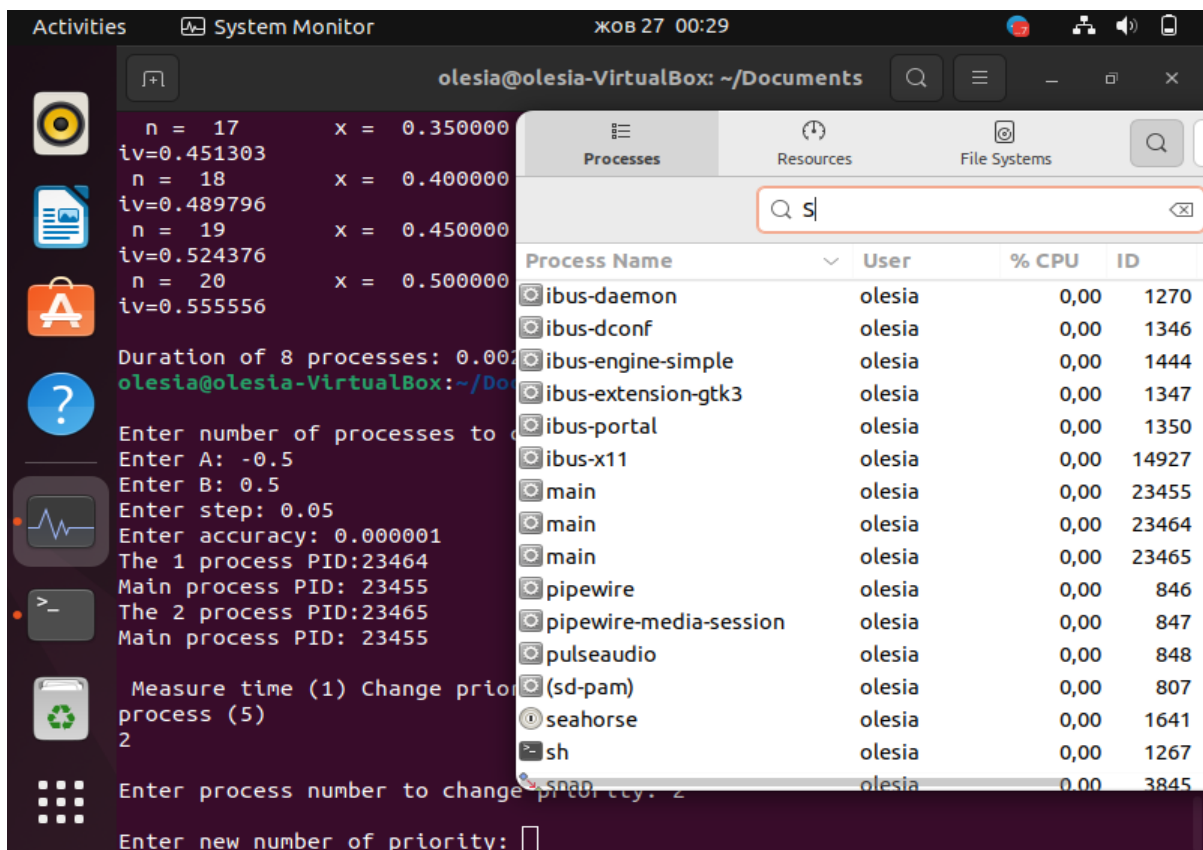 Activities System Monitor жов 27 00:29
olesia@olesia-VirtualBox: ~/Documents
n = 17 x = 0.350000
iv=0.451303
n = 18 x = 0.400000
iv=0.489796
n = 19 x = 0.450000
iv=0.524376
n = 20 x = 0.500000
iv=0.555556
Duration of 8 processes: 0.002
olesia@olesia-VirtualBox:~/Do
Enter number of processes to
Enter A: -0.5
Enter B: 0.5
Enter step: 0.05
Enter accuracy: 0.000001
The 1 process PID:23464
Main process PID: 23455
The 2 process PID:23465
Main process PID: 23455
Measure time (1) Change prior
process (5)
2
Enter process number to change priority: 2
Enter new number of priority:
Processes Resources File Systems
S
Process Name User % CPU ID
ibus-daemon olesia 0,00 1270
ibus-dconf olesia 0,00 1346
ibus-engine-simple olesia 0,00 1444
ibus-extension-gtk3 olesia 0,00 1347
ibus-portal olesia 0,00 1350
ibus-x11 olesia 0,00 14927
main olesia 0,00 23455
main olesia 0,00 23464
main olesia 0,00 23465
pipewire olesia 0,00 846
pipewire-media-session olesia 0,00 847
pulseaudio olesia 0,00 848
(sd-pam) olesia 0,00 807
seahorse olesia 0,00 1641
sh olesia 0,00 1267
snap olesia 0,00 3845